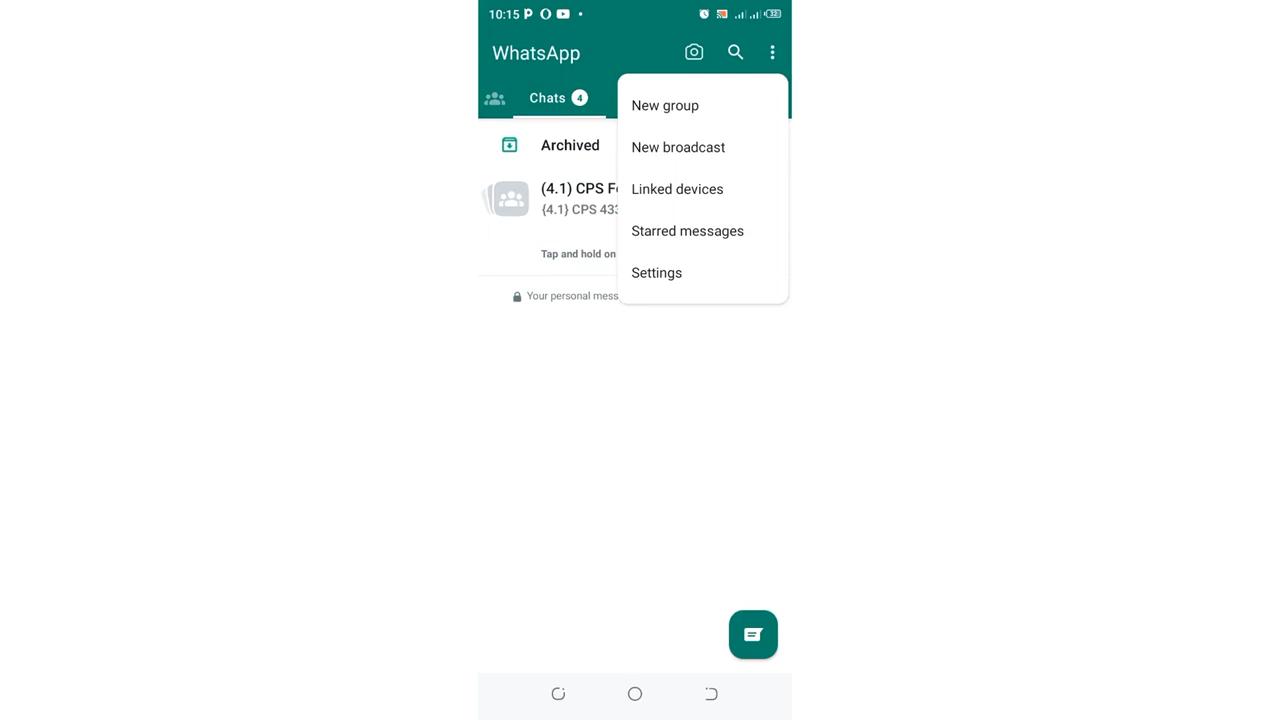 10:15
32
WhatsApp
Chats 4
New group
New broadcast
Linked devices
Starred messages
Settings
Archived
(4.1) CPS
{4.1} CPS 433
Tap and hold on
Your personal mess